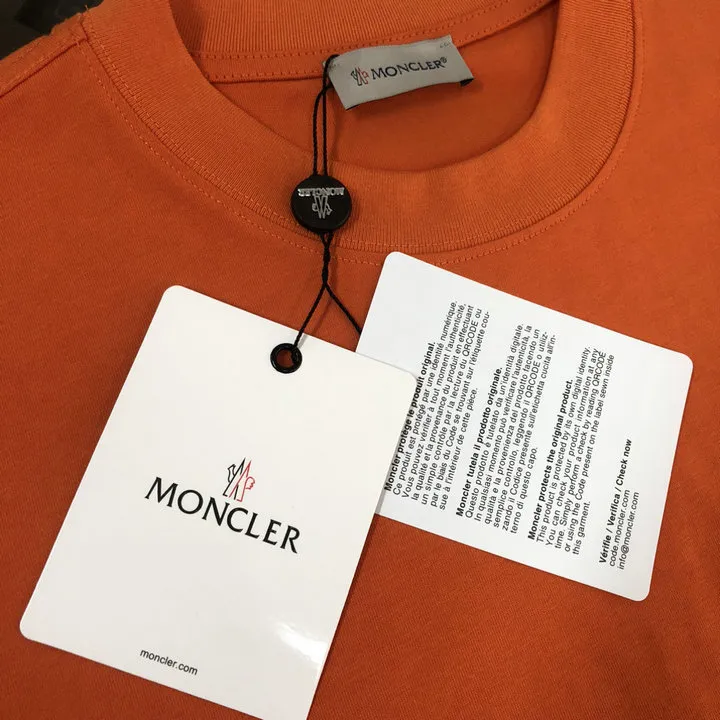 MONCLER®
MONCLER
MONCLER
moncler.com
Moncler protège le produit original.
Ce produit est protégé par une identité numérique.
Vous pouvez vérifier à tout moment l'authenticité,
la qualité et la provenance du produit en effectuant
un simple contrôle par la lecture du QRCODE ou
par le biais du Code se trouvant sur l'étiquette cou-
sue à l'intérieur de cette pièce.
Moncler tutela il prodotto originale.
Questo prodotto è tutelato da un'identità digitale.
In qualsiasi momento può verificare l'autenticità, la
qualità e la provenienza del prodotto facendo un
semplice controllo, leggendo il QRCODE o utiliz-
zando il Codice presente sull'etichetta cucita all'in-
terno di questo capo.
Moncler protects the original product.
This product is protected by its own digital identity.
You can check your product information at any
time. Simply perform a check by reading QRCODE
or using the Code present on the label sewn inside
this garment.
Vérifie / Verifica / Check now
code.moncler.com
info@moncler.com